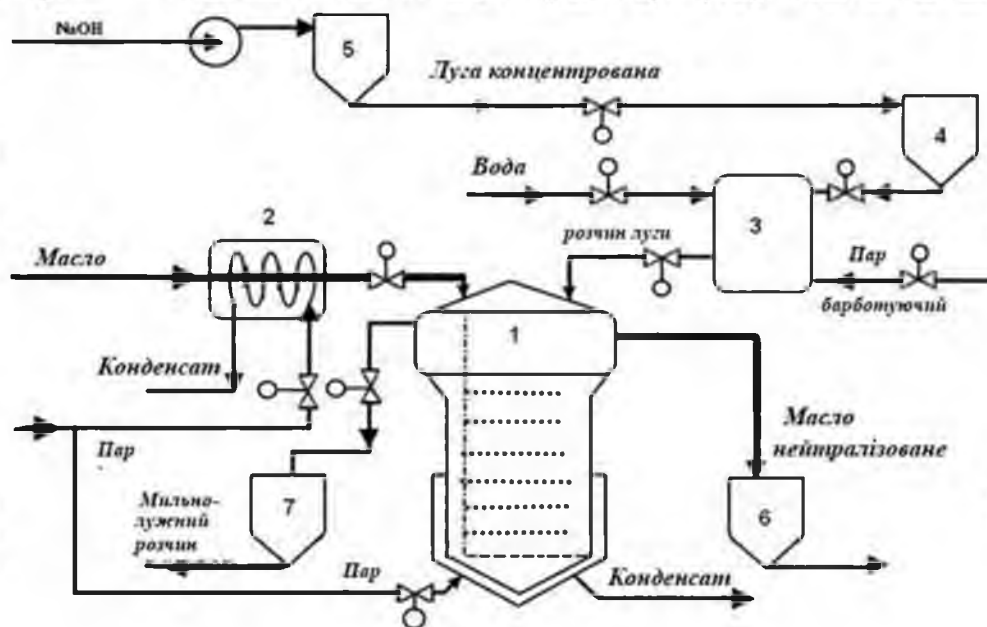 NaOH
5
Луга концентрована
4
Вода
3
2
розчин луги
Масло
Пар
барботуючий
1
Конденсат
Масло
нейтралізоване
Пар
7
Мильно-
лужний
розчин
6
Пар
Конденсат